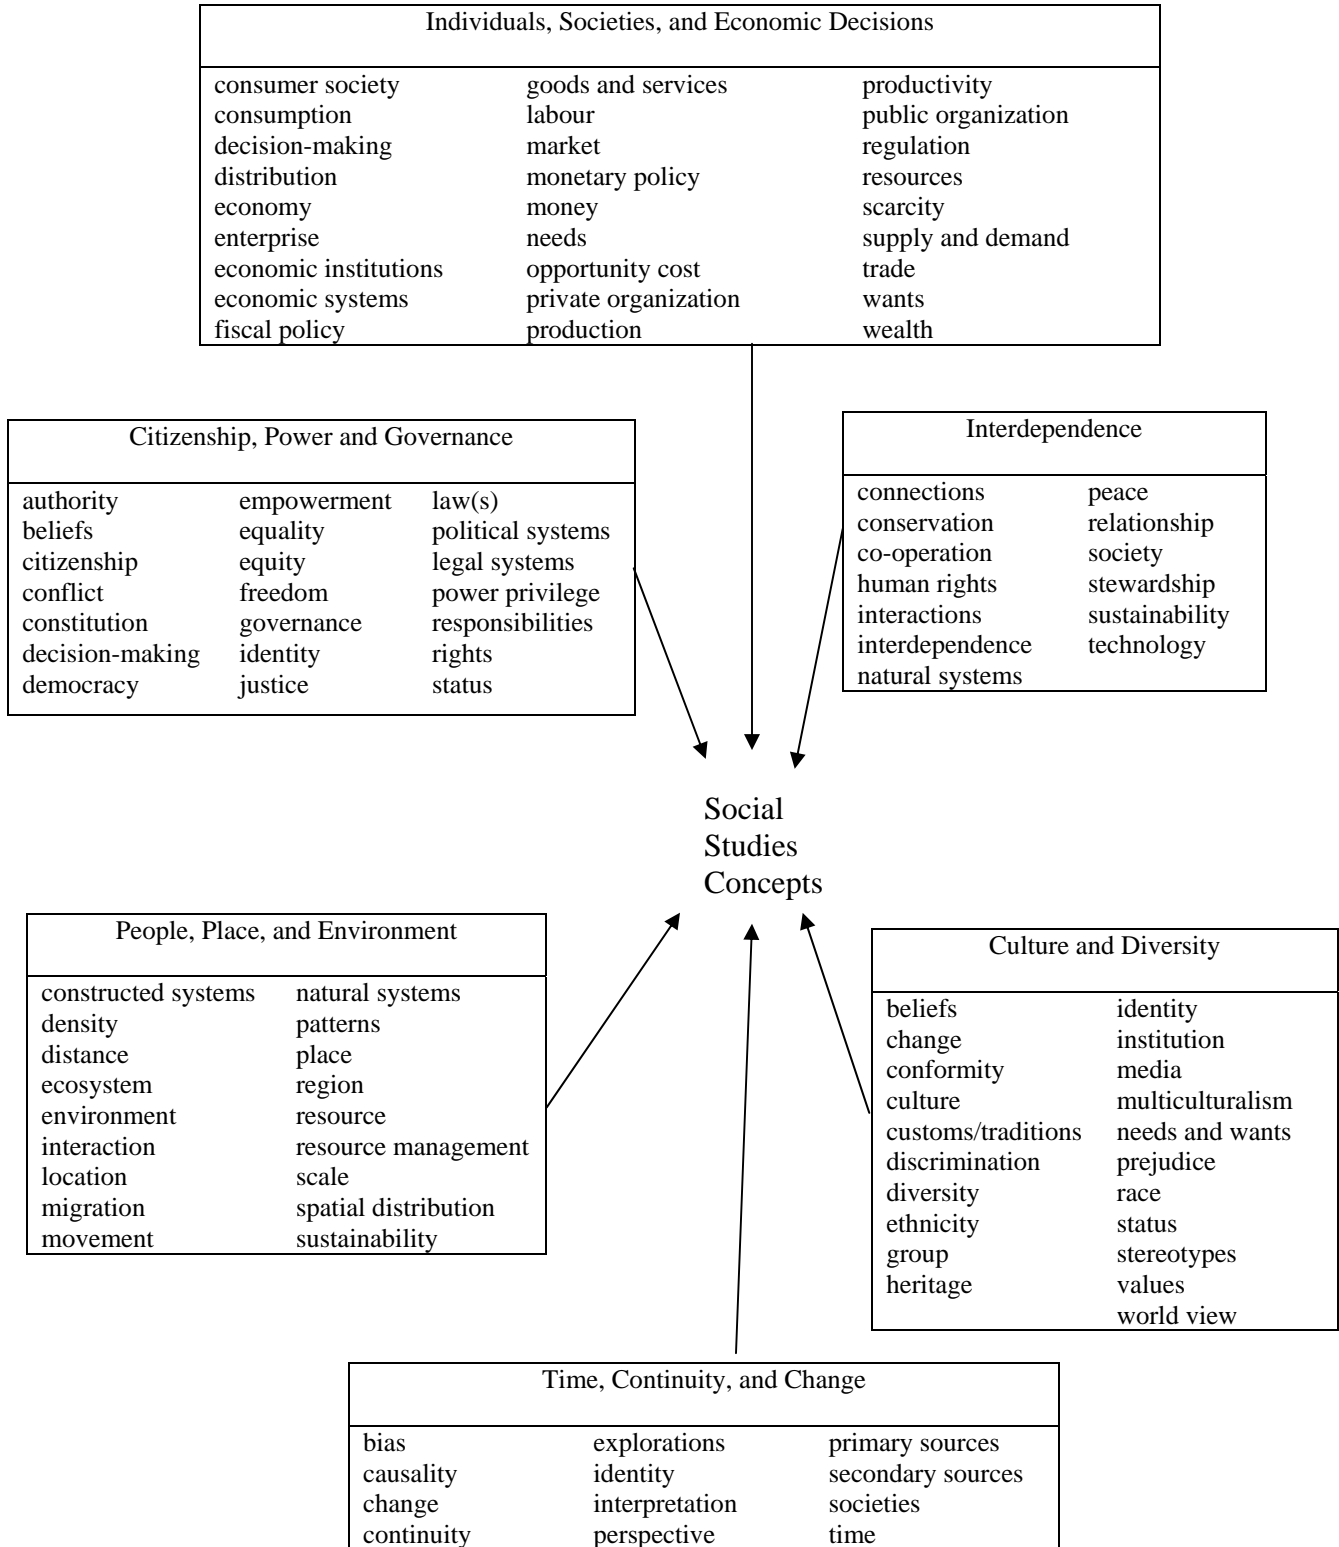 Individuals, Societies, and Economic Decisions
consumer society goods and services productivity
consumption labour public organization
decision-making market regulation
distribution monetary policy resources
economy money scarcity
enterprise needs supply and demand
economic institutions opportunity cost trade
economic systems private organization wants
fiscal policy production wealth
Citizenship, Power and Governance
authority empowerment law(s)
beliefs equality political systems
citizenship equity legal systems
conflict freedom power privilege
constitution governance responsibilities
decision-making identity rights
democracy justice status
Interdependence
connections peace
conservation relationship
co-operation society
human rights stewardship
interactions sustainability
interdependence technology
natural systems
Social
Studies
Concepts
People, Place, and Environment
constructed systems natural systems
density patterns
distance place
ecosystem region
environment resource
interaction resource management
location scale
migration spatial distribution
movement sustainability
Culture and Diversity
beliefs identity
change institution
conformity media
culture multiculturalism
customs/traditions needs and wants
discrimination prejudice
diversity race
ethnicity status
group stereotypes
heritage values
world view
Time, Continuity, and Change
bias explorations primary sources
causality identity secondary sources
change interpretation societies
continuity perspective time